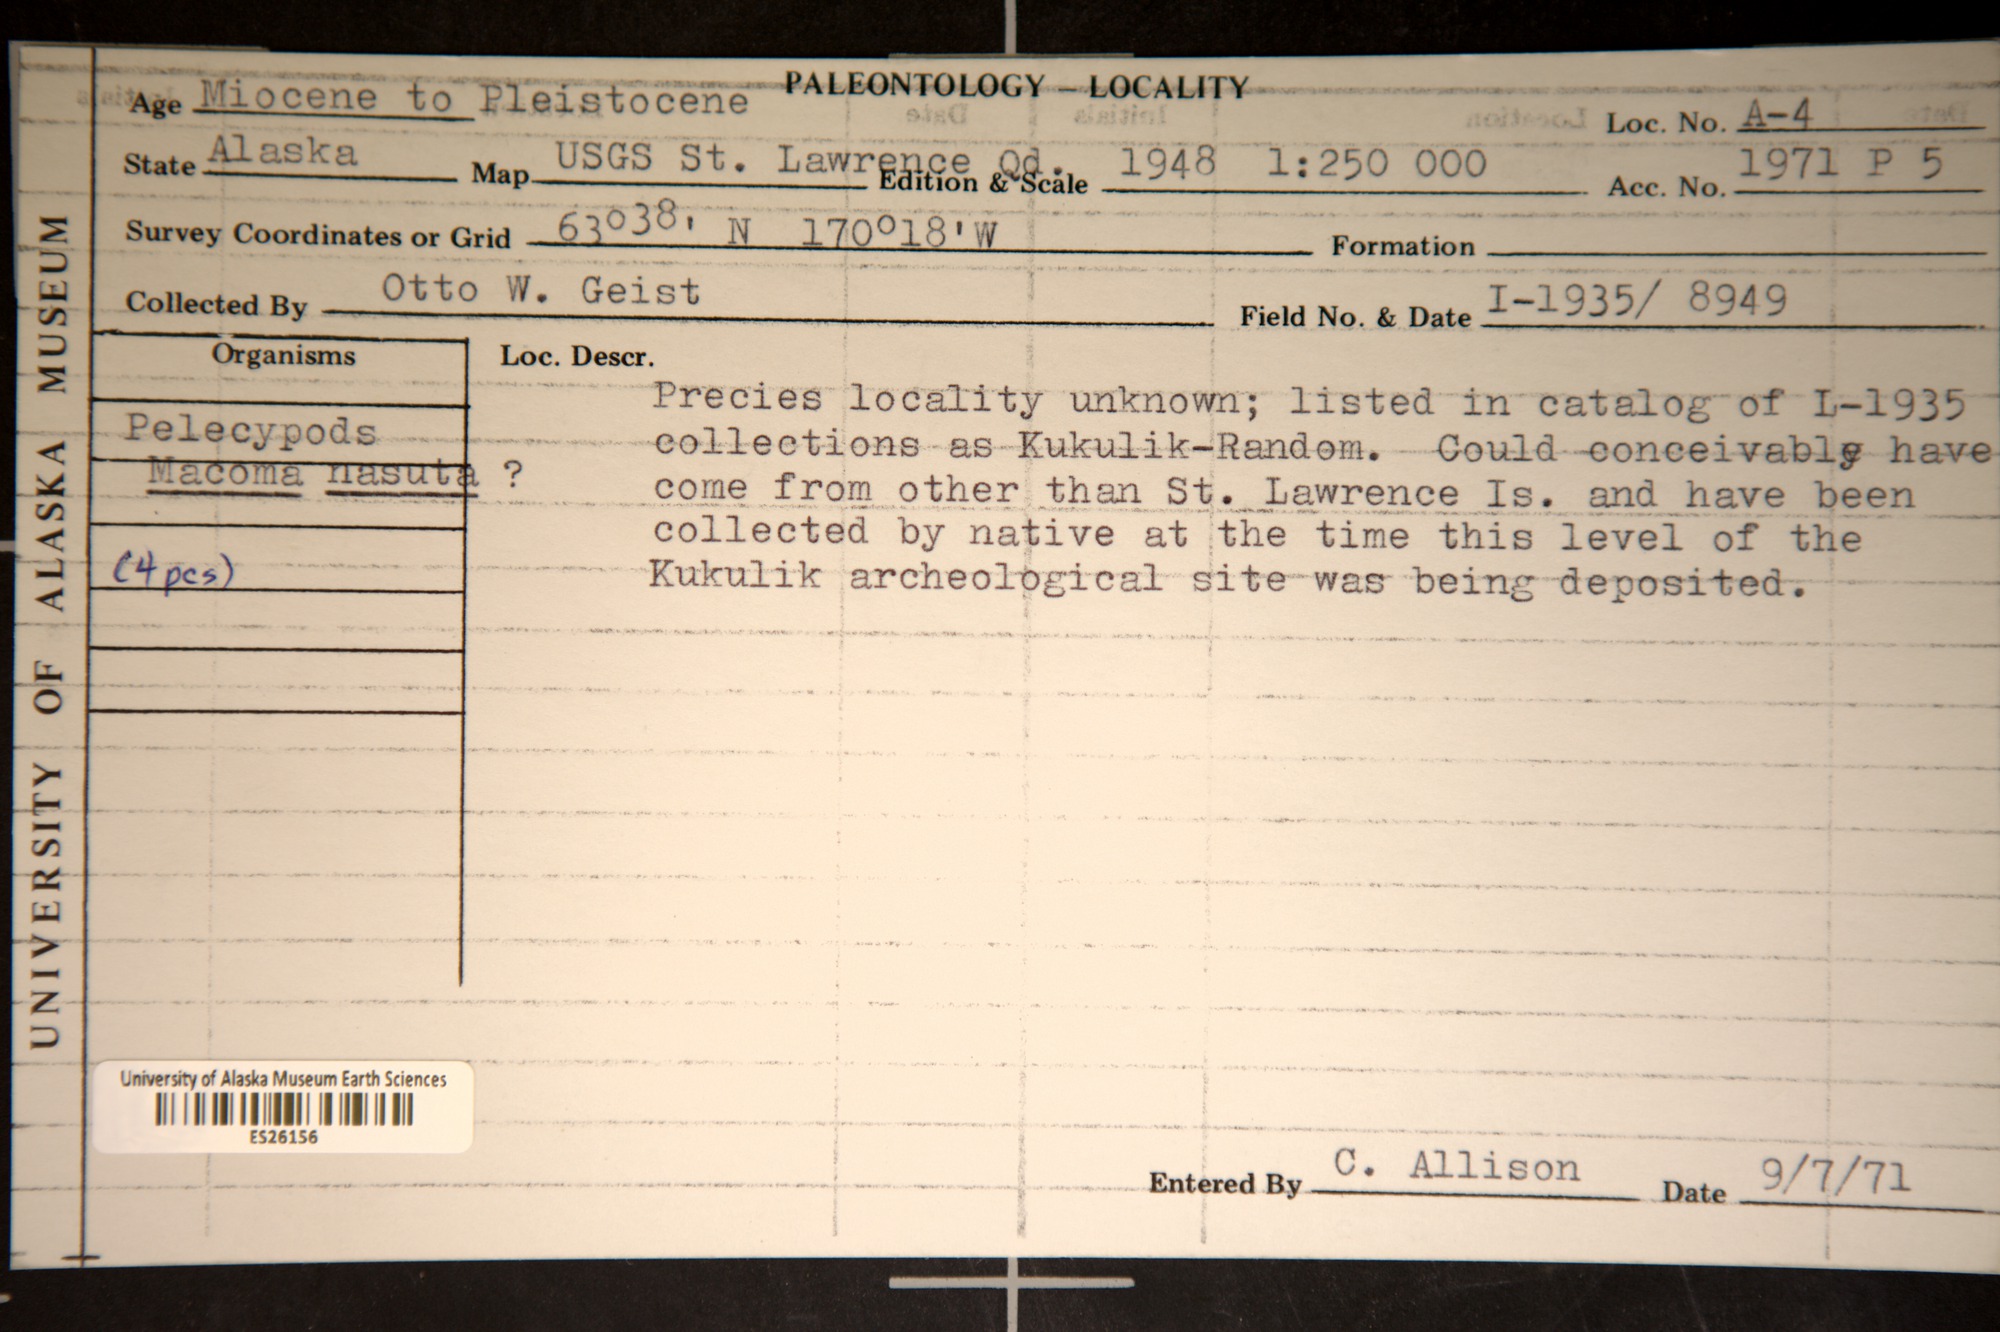 PALEONTOLOGY – LOCALITY
Age Miocene to Pleistocene
Loc. No. A-4
State Alaska Map USGS St. Lawrence Qd. Edition & Scale 1948 1:250 000 Acc. No. 1971 P 5
Survey Coordinates or Grid 63°38' N 170°18'W Formation
Collected By Otto W. Geist Field No. & Date I-1935/ 8949
Organisms
Pelecypods
Macoma nasuta ?
(4 pcs)
Loc. Descr.
Precies locality unknown; listed in catalog of I-1935
collections as Kukulik-Random. Could conceivably have
come from other than St. Lawrence Is. and have been
collected by native at the time this level of the
Kukulik archeological site was being deposited.
UNIVERSITY OF ALASKA MUSEUM
University of Alaska Museum Earth Sciences
ES26156
Entered By C. Allison Date 9/7/71